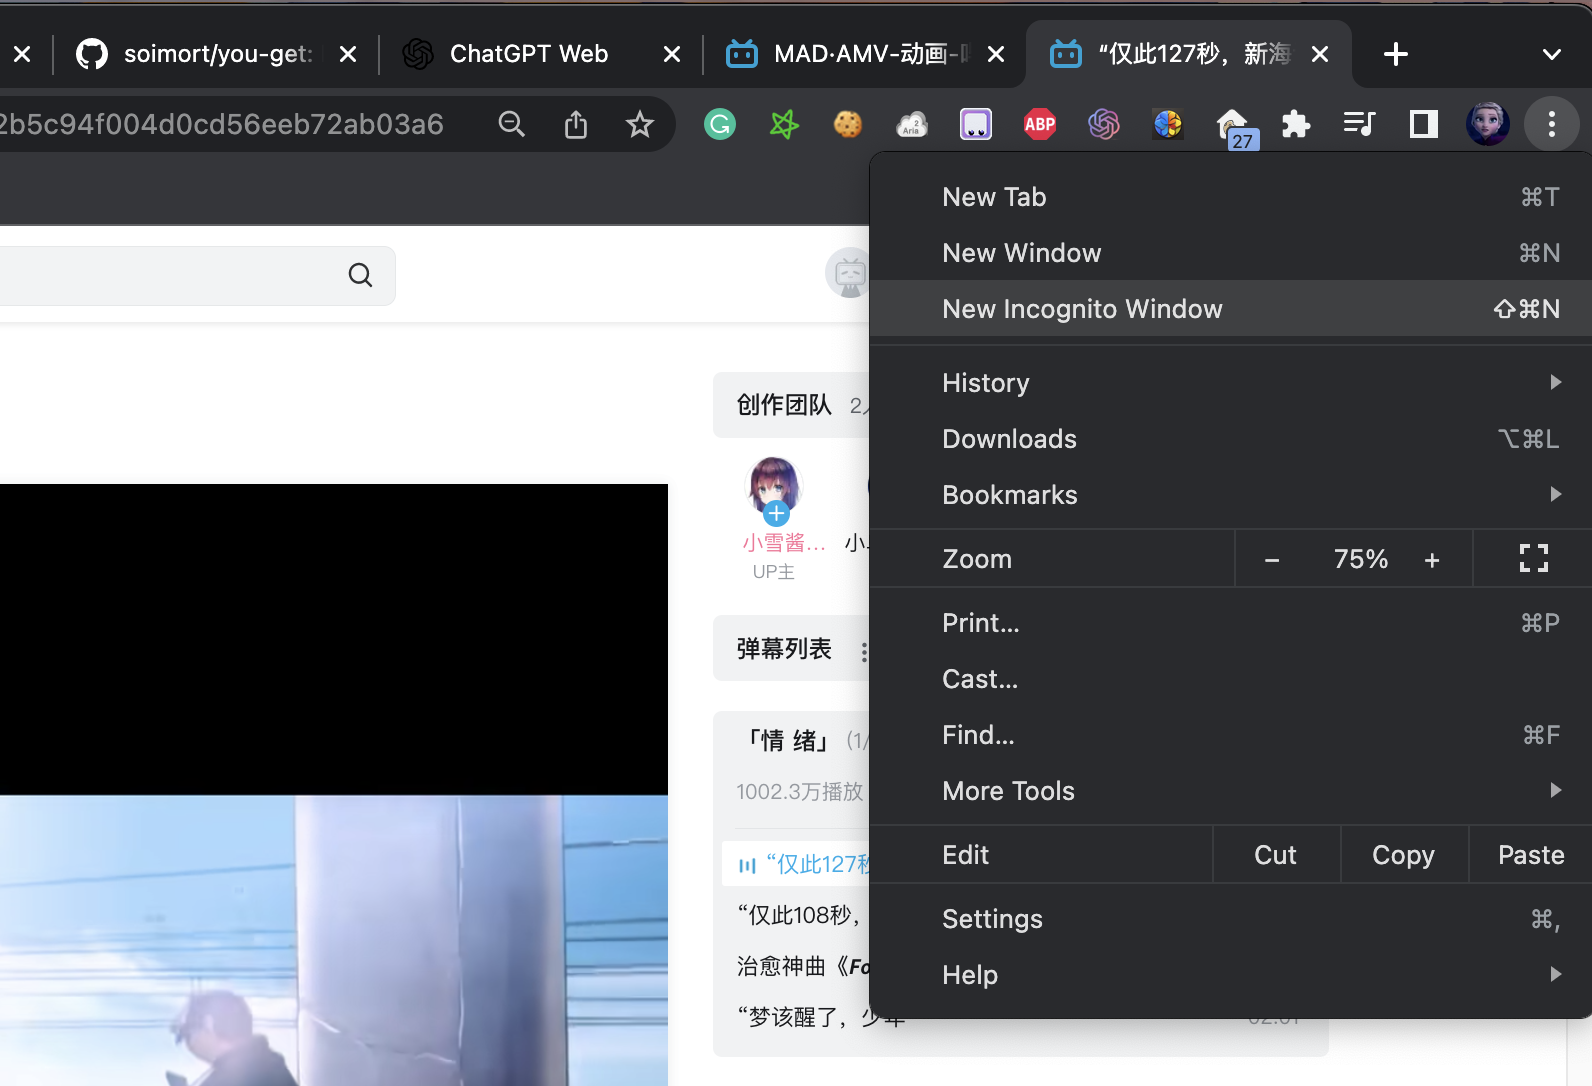 soimort/you-get:
ChatGPT Web
MAD·AMV-动画-
“仅此127秒，新海
2b5c94f004d0cd56eeb72ab03a6
G
2
Aria
ABP
27
New Tab ⌘T
New Window ⌘N
New Incognito Window ⇧⌘N
History
Downloads ⌥⌘L
Bookmarks
Zoom − 75% +
Print... ⌘P
Cast...
Find... ⌘F
More Tools
Edit Cut Copy Paste
Settings ⌘,
Help
创作团队 2
小雪酱... 小
UP主
弹幕列表
「情 绪」 (1/
1002.3万播放
“仅此127秒
“仅此108秒，
治愈神曲《Fo
“梦该醒了，少年